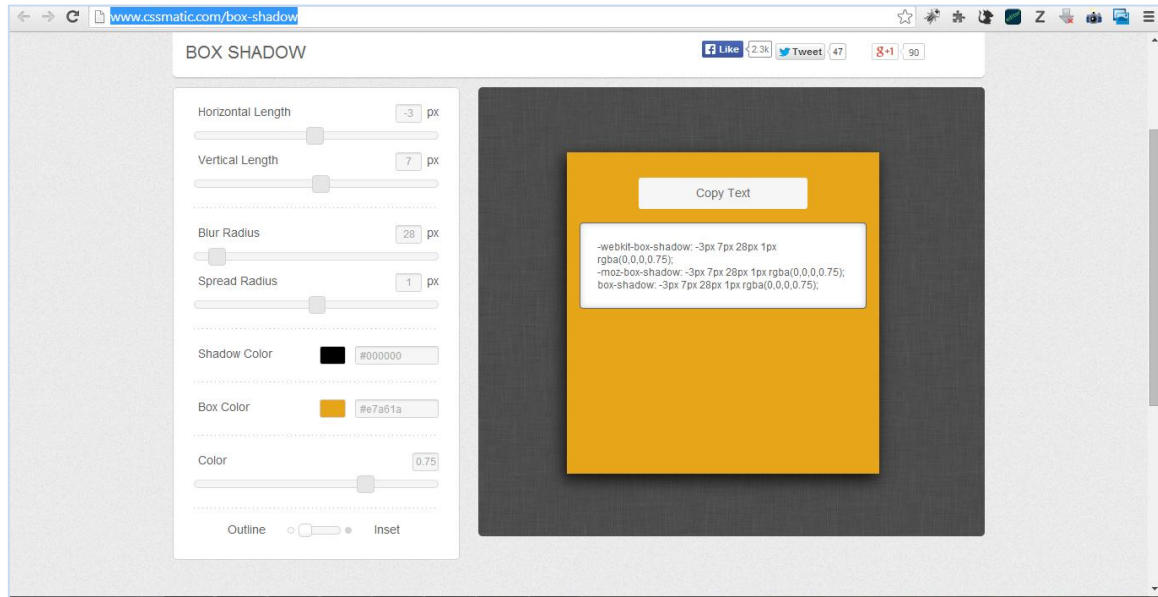 www.cssmatic.com/box-shadow
Z
BOX SHADOW
Like 2.3k Tweet 47 g+1 90
Horizontal Length -3 px
Vertical Length 7 px
Blur Radius 28 px
Spread Radius 1 px
Shadow Color #000000
Box Color #e7a61a
Color 0.75
Outline Inset
Copy Text
-webkit-box-shadow: -3px 7px 28px 1px
rgba(0,0,0,0.75);
-moz-box-shadow: -3px 7px 28px 1px rgba(0,0,0,0.75);
box-shadow: -3px 7px 28px 1px rgba(0,0,0,0.75);